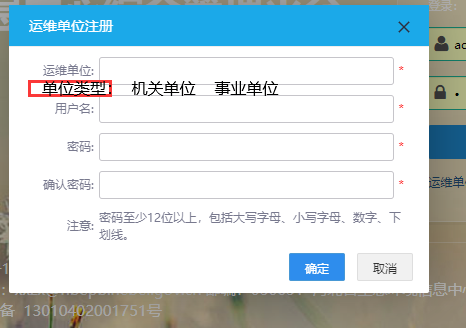 登录:
运维单位注册
运维单位: *
单位类型: 机关单位 事业单位
ac
用户名: *
密码: *
运维单
确认密码: *
注意: 密码至少12位以上,包括大写字母、小写字母、数字、下
划线。
确定 取消
备 13010402001751号